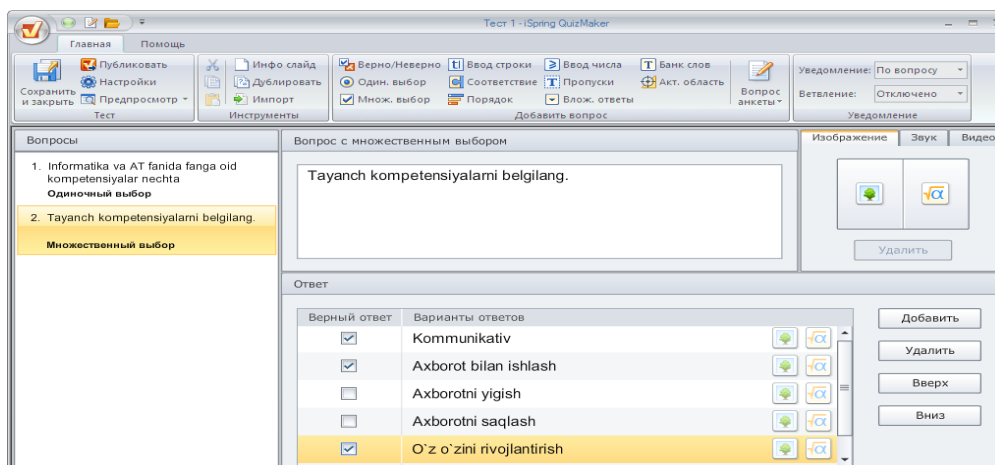 Тест 1 - iSpring QuizMaker
Главная Помощь
Сохранить и закрыть
Публиковать
Настройки
Предпросмотр
Тест
Инфо слайд
Дублировать
Импорт
Инструменты
Верно/Неверно Ввод строки Ввод числа Банк слов
Один. выбор Соответствие Пропуски Акт. область
Множ. выбор Порядок Влож. ответы
Вопрос анкеты
Добавить вопрос
Уведомление: По вопросу
Ветвление: Отключено
Уведомление
Вопросы
1. Informatika va AT fanida fanga oid
kompetensiyalar nechta
Одиночный выбор
2. Tayanch kompetensiyalarni belgilang.
Множественный выбор
Вопрос с множественным выбором
Tayanch kompetensiyalarni belgilang.
Изображение Звук Видео
Удалить
Ответ
Верный ответ Варианты ответов
Kommunikativ
Axborot bilan ishlash
Axborotni yigish
Axborotni saqlash
O`z o`zini rivojlantirish
Добавить
Удалить
Вверх
Вниз